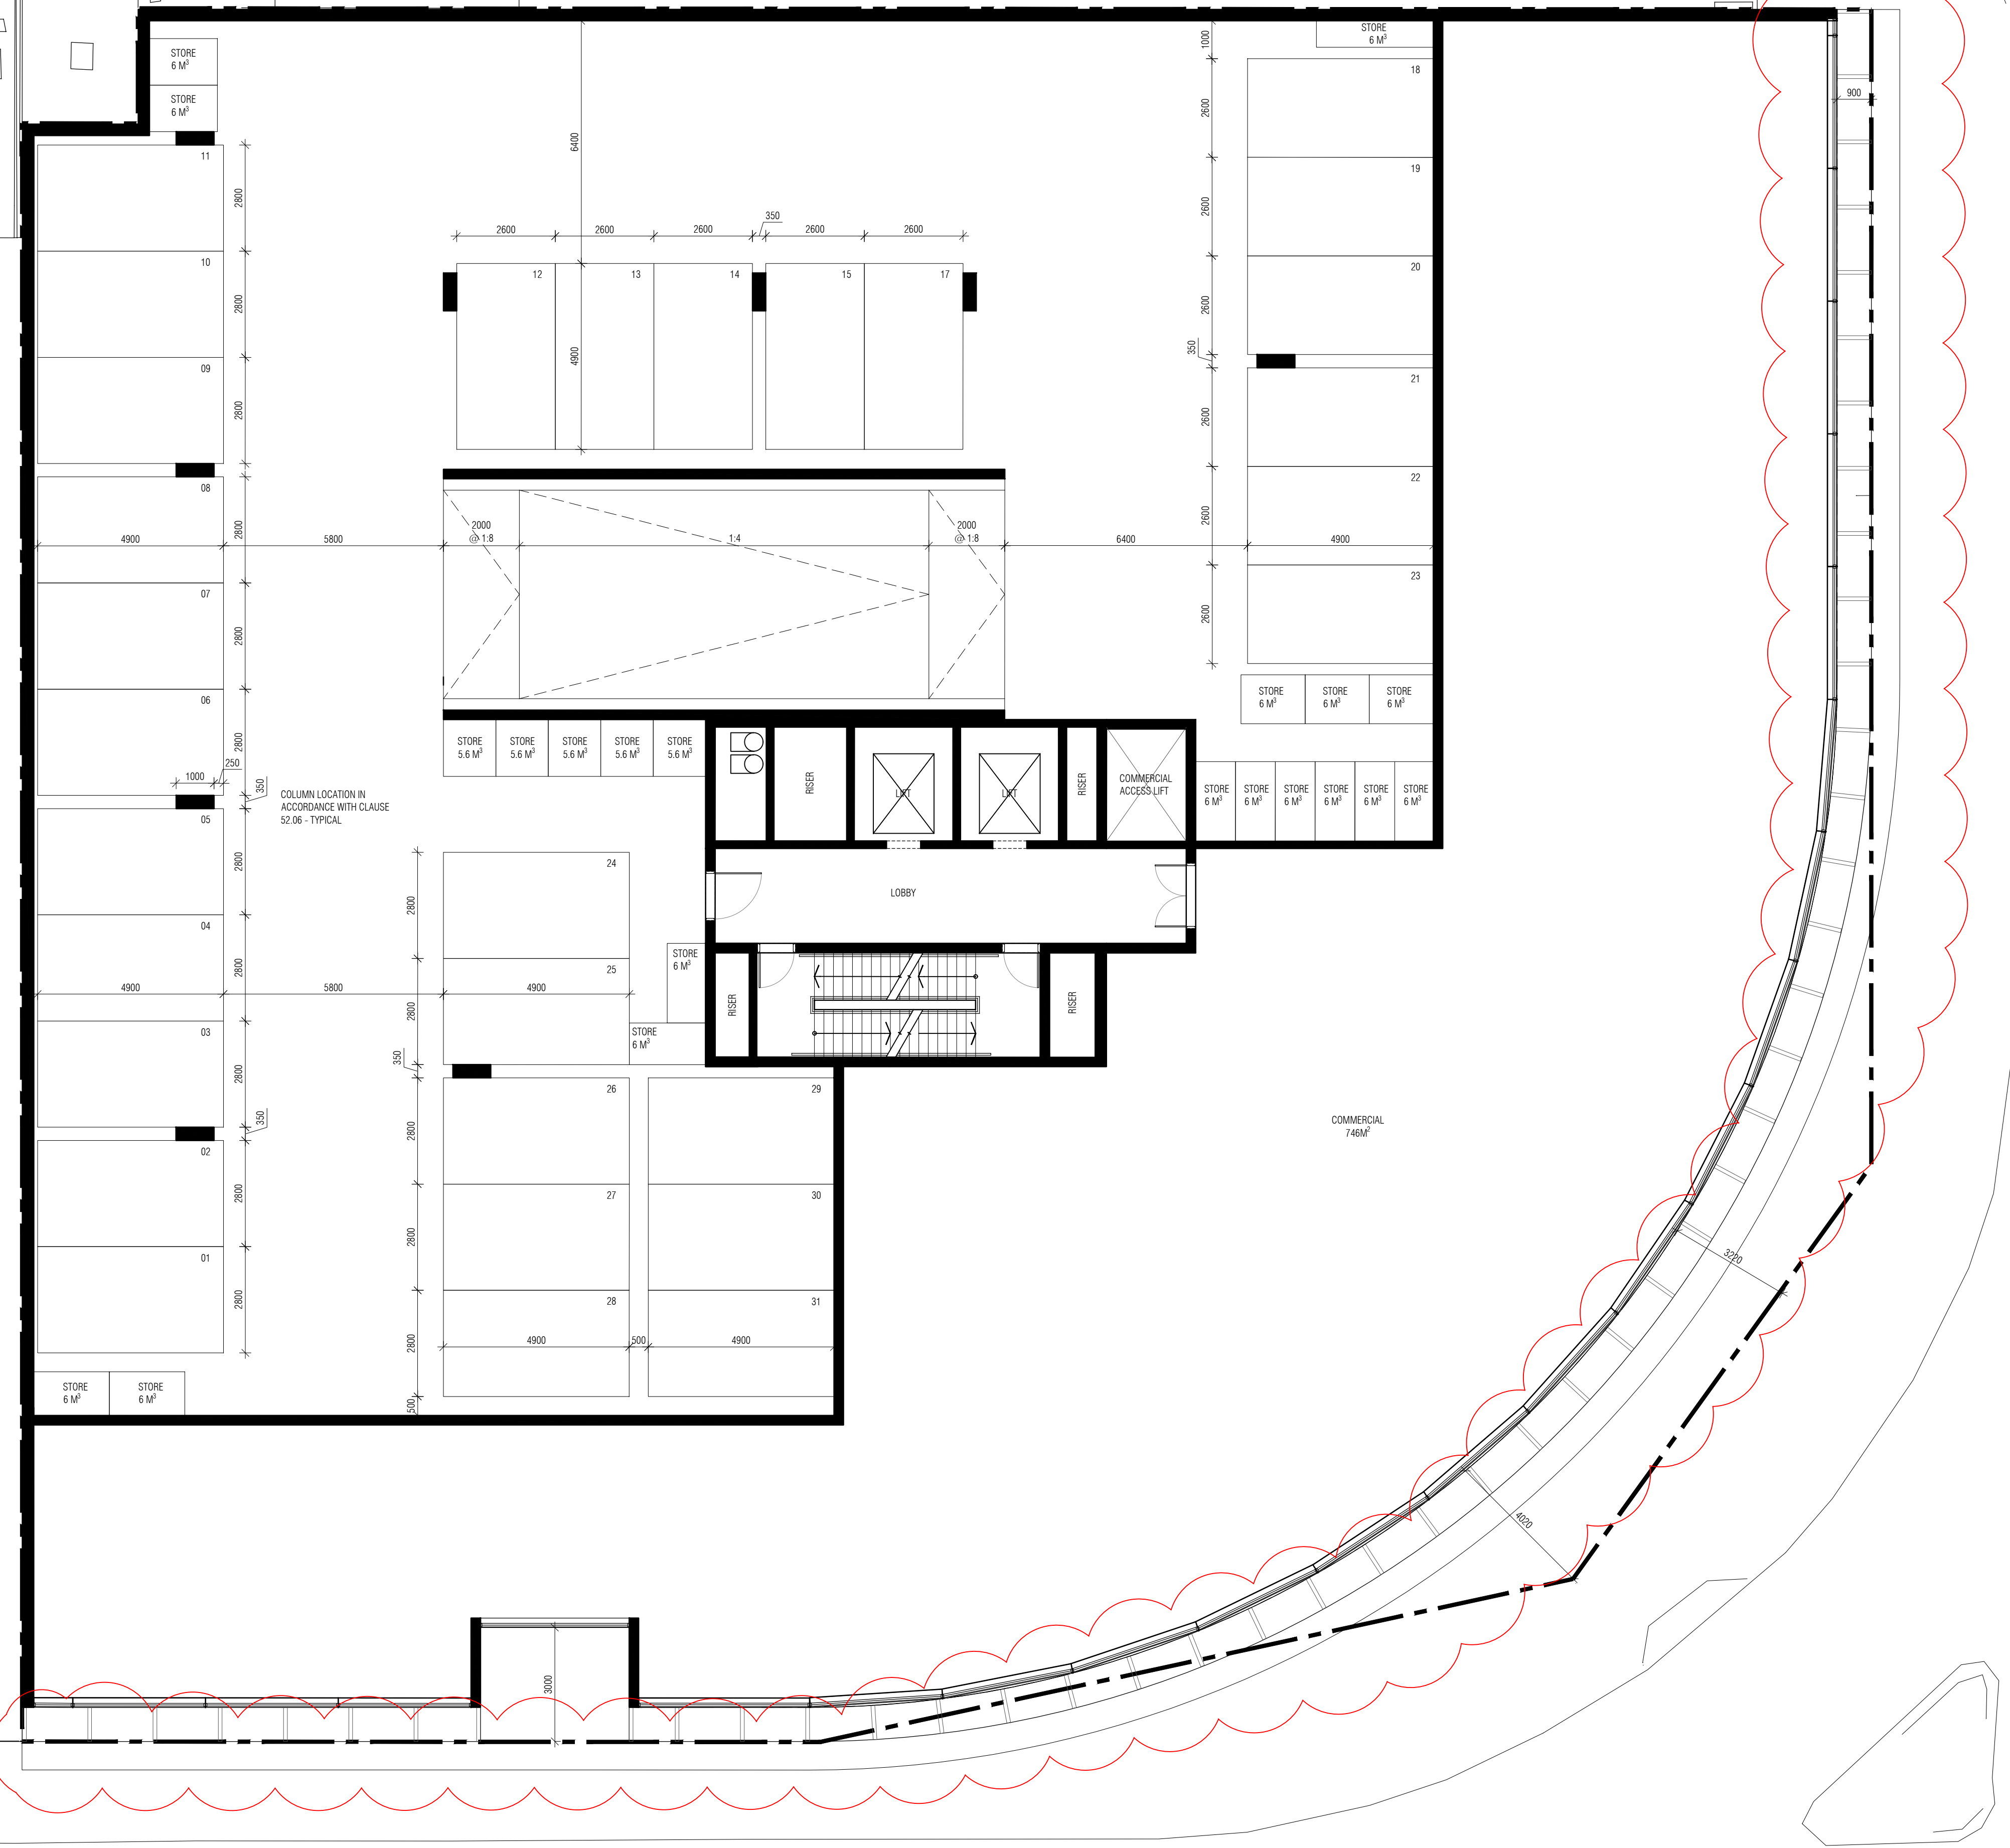 STORE
6 M³
STORE
6 M³
STORE
6 M³
1000
18
900
2600
6400
11
19
2800
2600
350
2600
2600
2600
2600
2600
10
12
13
14
15
17
20
2800
2600
350
4900
09
21
2800
2600
08
22
2000
@ 1:8
1:4
2000
@ 1:8
2800
2600
4900
5800
6400
4900
07
23
2800
2600
06
STORE
6 M³
STORE
6 M³
STORE
6 M³
2800
STORE
5.6 M³
STORE
5.6 M³
STORE
5.6 M³
STORE
5.6 M³
STORE
5.6 M³
250
1000
350
COLUMN LOCATION IN
ACCORDANCE WITH CLAUSE
52.06 - TYPICAL
RISER
LIFT
LIFT
RISER
COMMERCIAL
ACCESS LIFT
STORE
6 M³
STORE
6 M³
STORE
6 M³
STORE
6 M³
STORE
6 M³
STORE
6 M³
05
2800
24
LOBBY
2800
04
2800
25
STORE
6 M³
4900
5800
4900
2800
03
RISER
RISER
STORE
6 M³
2800
350
26
29
350
COMMERCIAL
746M²
02
2800
2800
27
30
01
2800
2800
3220
28
31
2800
4900
500
4900
STORE
6 M³
STORE
6 M³
500
4020
3000